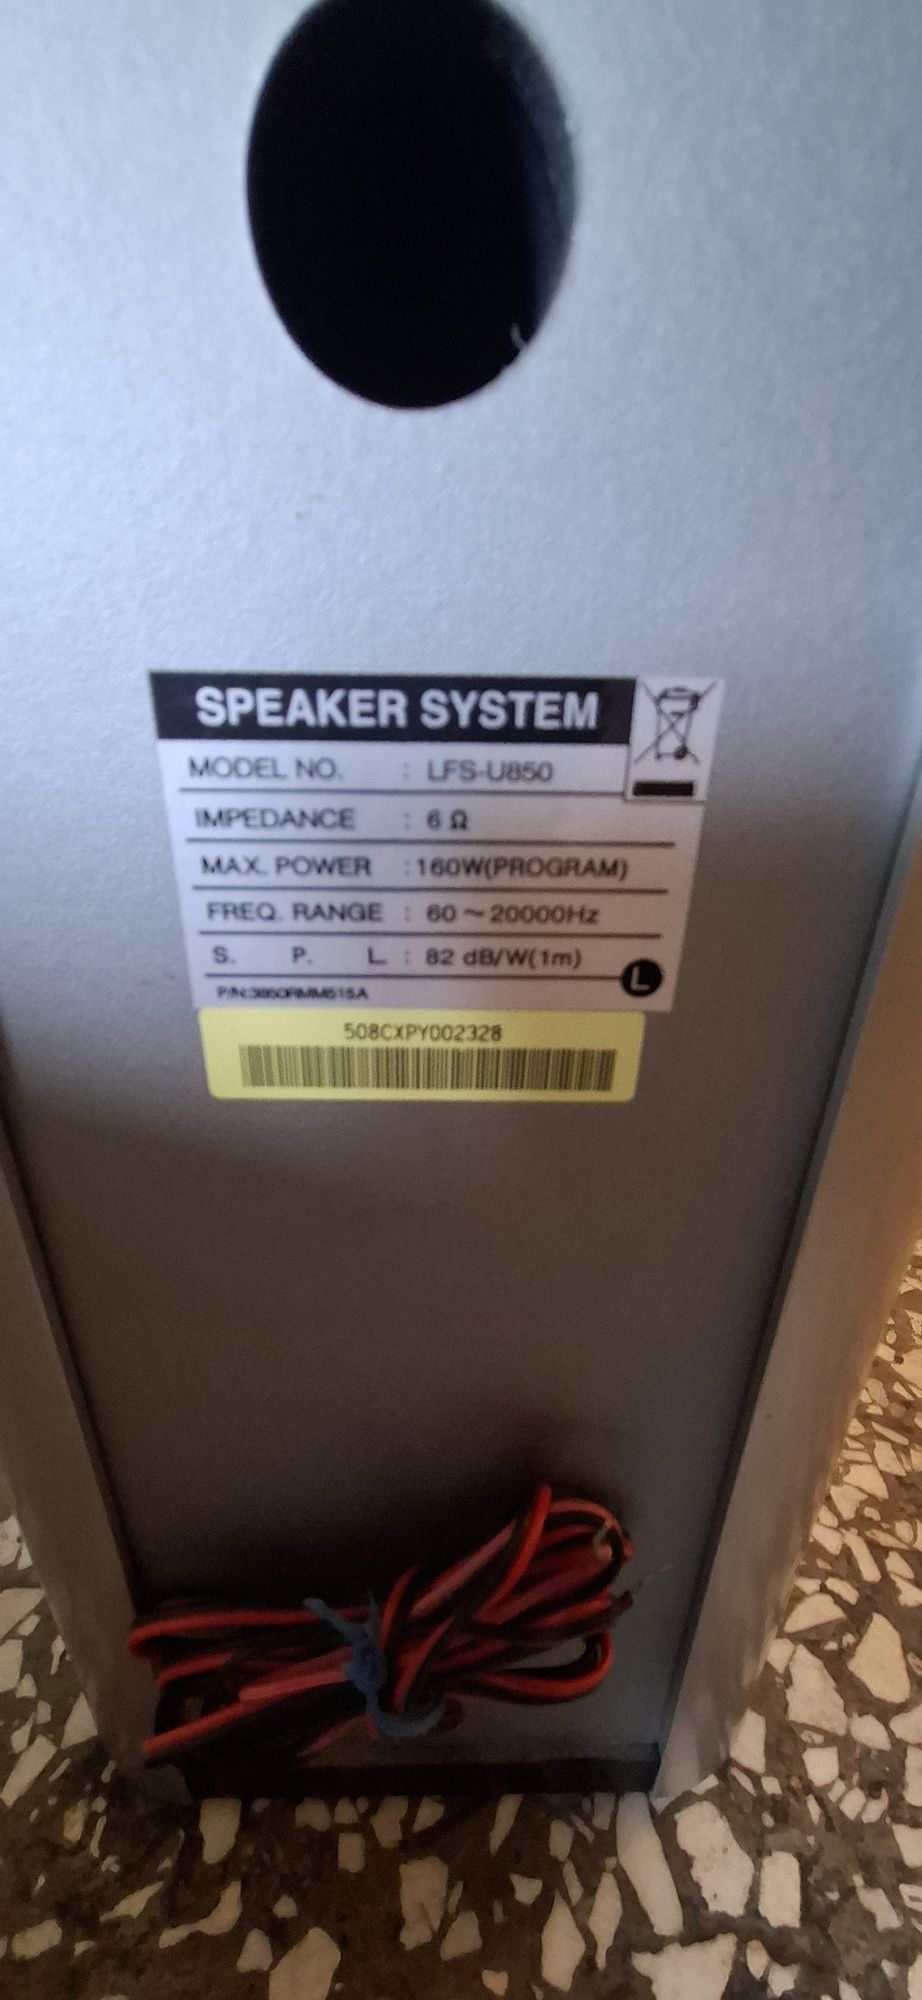 SPEAKER SYSTEM
MODEL NO. : LFS-U850
IMPEDANCE : 6 Ω
MAX. POWER : 160W(PROGRAM)
FREQ. RANGE : 60 ~ 20000Hz
S. P. L. : 82 dB/W(1m)
P/N:3850RMM515A
L
508CXPY002328